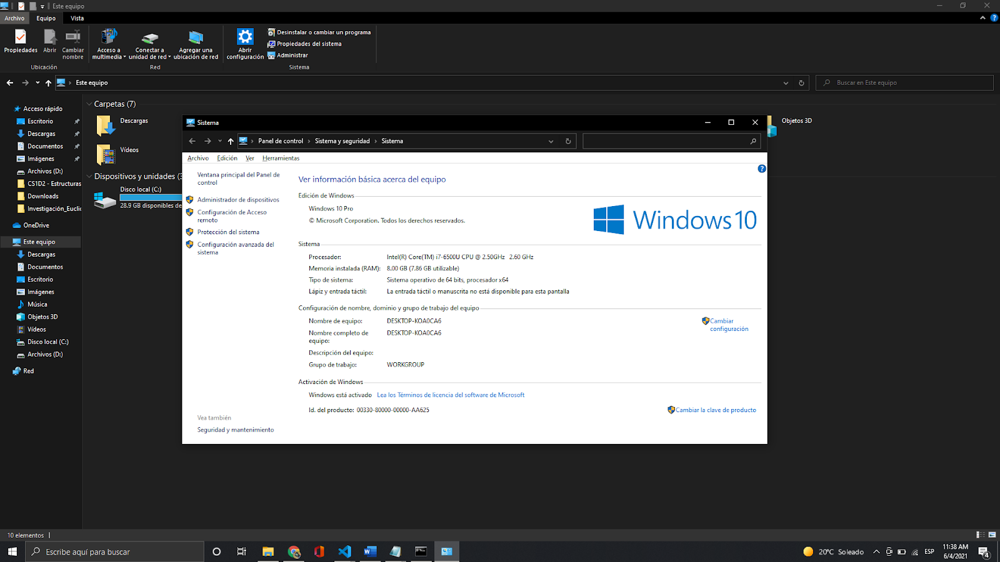 Este equipo
Archivo Equipo Vista
Propiedades
Abrir
Cambiar
nombre
Ubicación
Acceso a
multimedia
Conectar a
unidad de red
Agregar una
ubicación de red
Red
Abrir
configuración
Desinstalar o cambiar un programa
Propiedades del sistema
Administrar
Sistema
Este equipo
Buscar en Este equipo
Acceso rápido
Escritorio
Descargas
Documentos
Imágenes
Archivos (D:)
CS1D2 - Estructuras
Downloads
Investigación_Euclid
OneDrive
Este equipo
Descargas
Documentos
Escritorio
Imágenes
Música
Objetos 3D
Vídeos
Disco local (C:)
Archivos (D:)
Red
Carpetas (7)
Descargas
Objetos 3D
Vídeos
Dispositivos y unidades (3
Disco local (C:)
28.9 GB disponibles de
Sistema
Panel de control Sistema y seguridad Sistema
Archivo Edición Ver Herramientas
Ventana principal del Panel de
control
Administrador de dispositivos
Configuración de Acceso
remoto
Protección del sistema
Configuración avanzada del
sistema
Vea también
Seguridad y mantenimiento
Ver información básica acerca del equipo
Edición de Windows
Windows 10 Pro
© Microsoft Corporation. Todos los derechos reservados.
Windows 10
Sistema
Procesador: Intel(R) Core(TM) i7-6500U CPU @ 2.50GHz 2.60 GHz
Memoria instalada (RAM): 8.00 GB (7.86 GB utilizable)
Tipo de sistema: Sistema operativo de 64 bits, procesador x64
Lápiz y entrada táctil: La entrada táctil o manuscrita no está disponible para esta pantalla
Configuración de nombre, dominio y grupo de trabajo del equipo
Nombre de equipo: DESKTOP-KOA0CA6
Cambiar
configuración
Nombre completo de
equipo: DESKTOP-KOA0CA6
Descripción del equipo:
Grupo de trabajo: WORKGROUP
Activación de Windows
Windows está activado Lea los Términos de licencia del software de Microsoft
Id. del producto: 00330-80000-00000-AA625
Cambiar la clave de producto
10 elementos
Escribe aquí para buscar
20°C Soleado
ESP
11:38 AM
6/4/2021
4